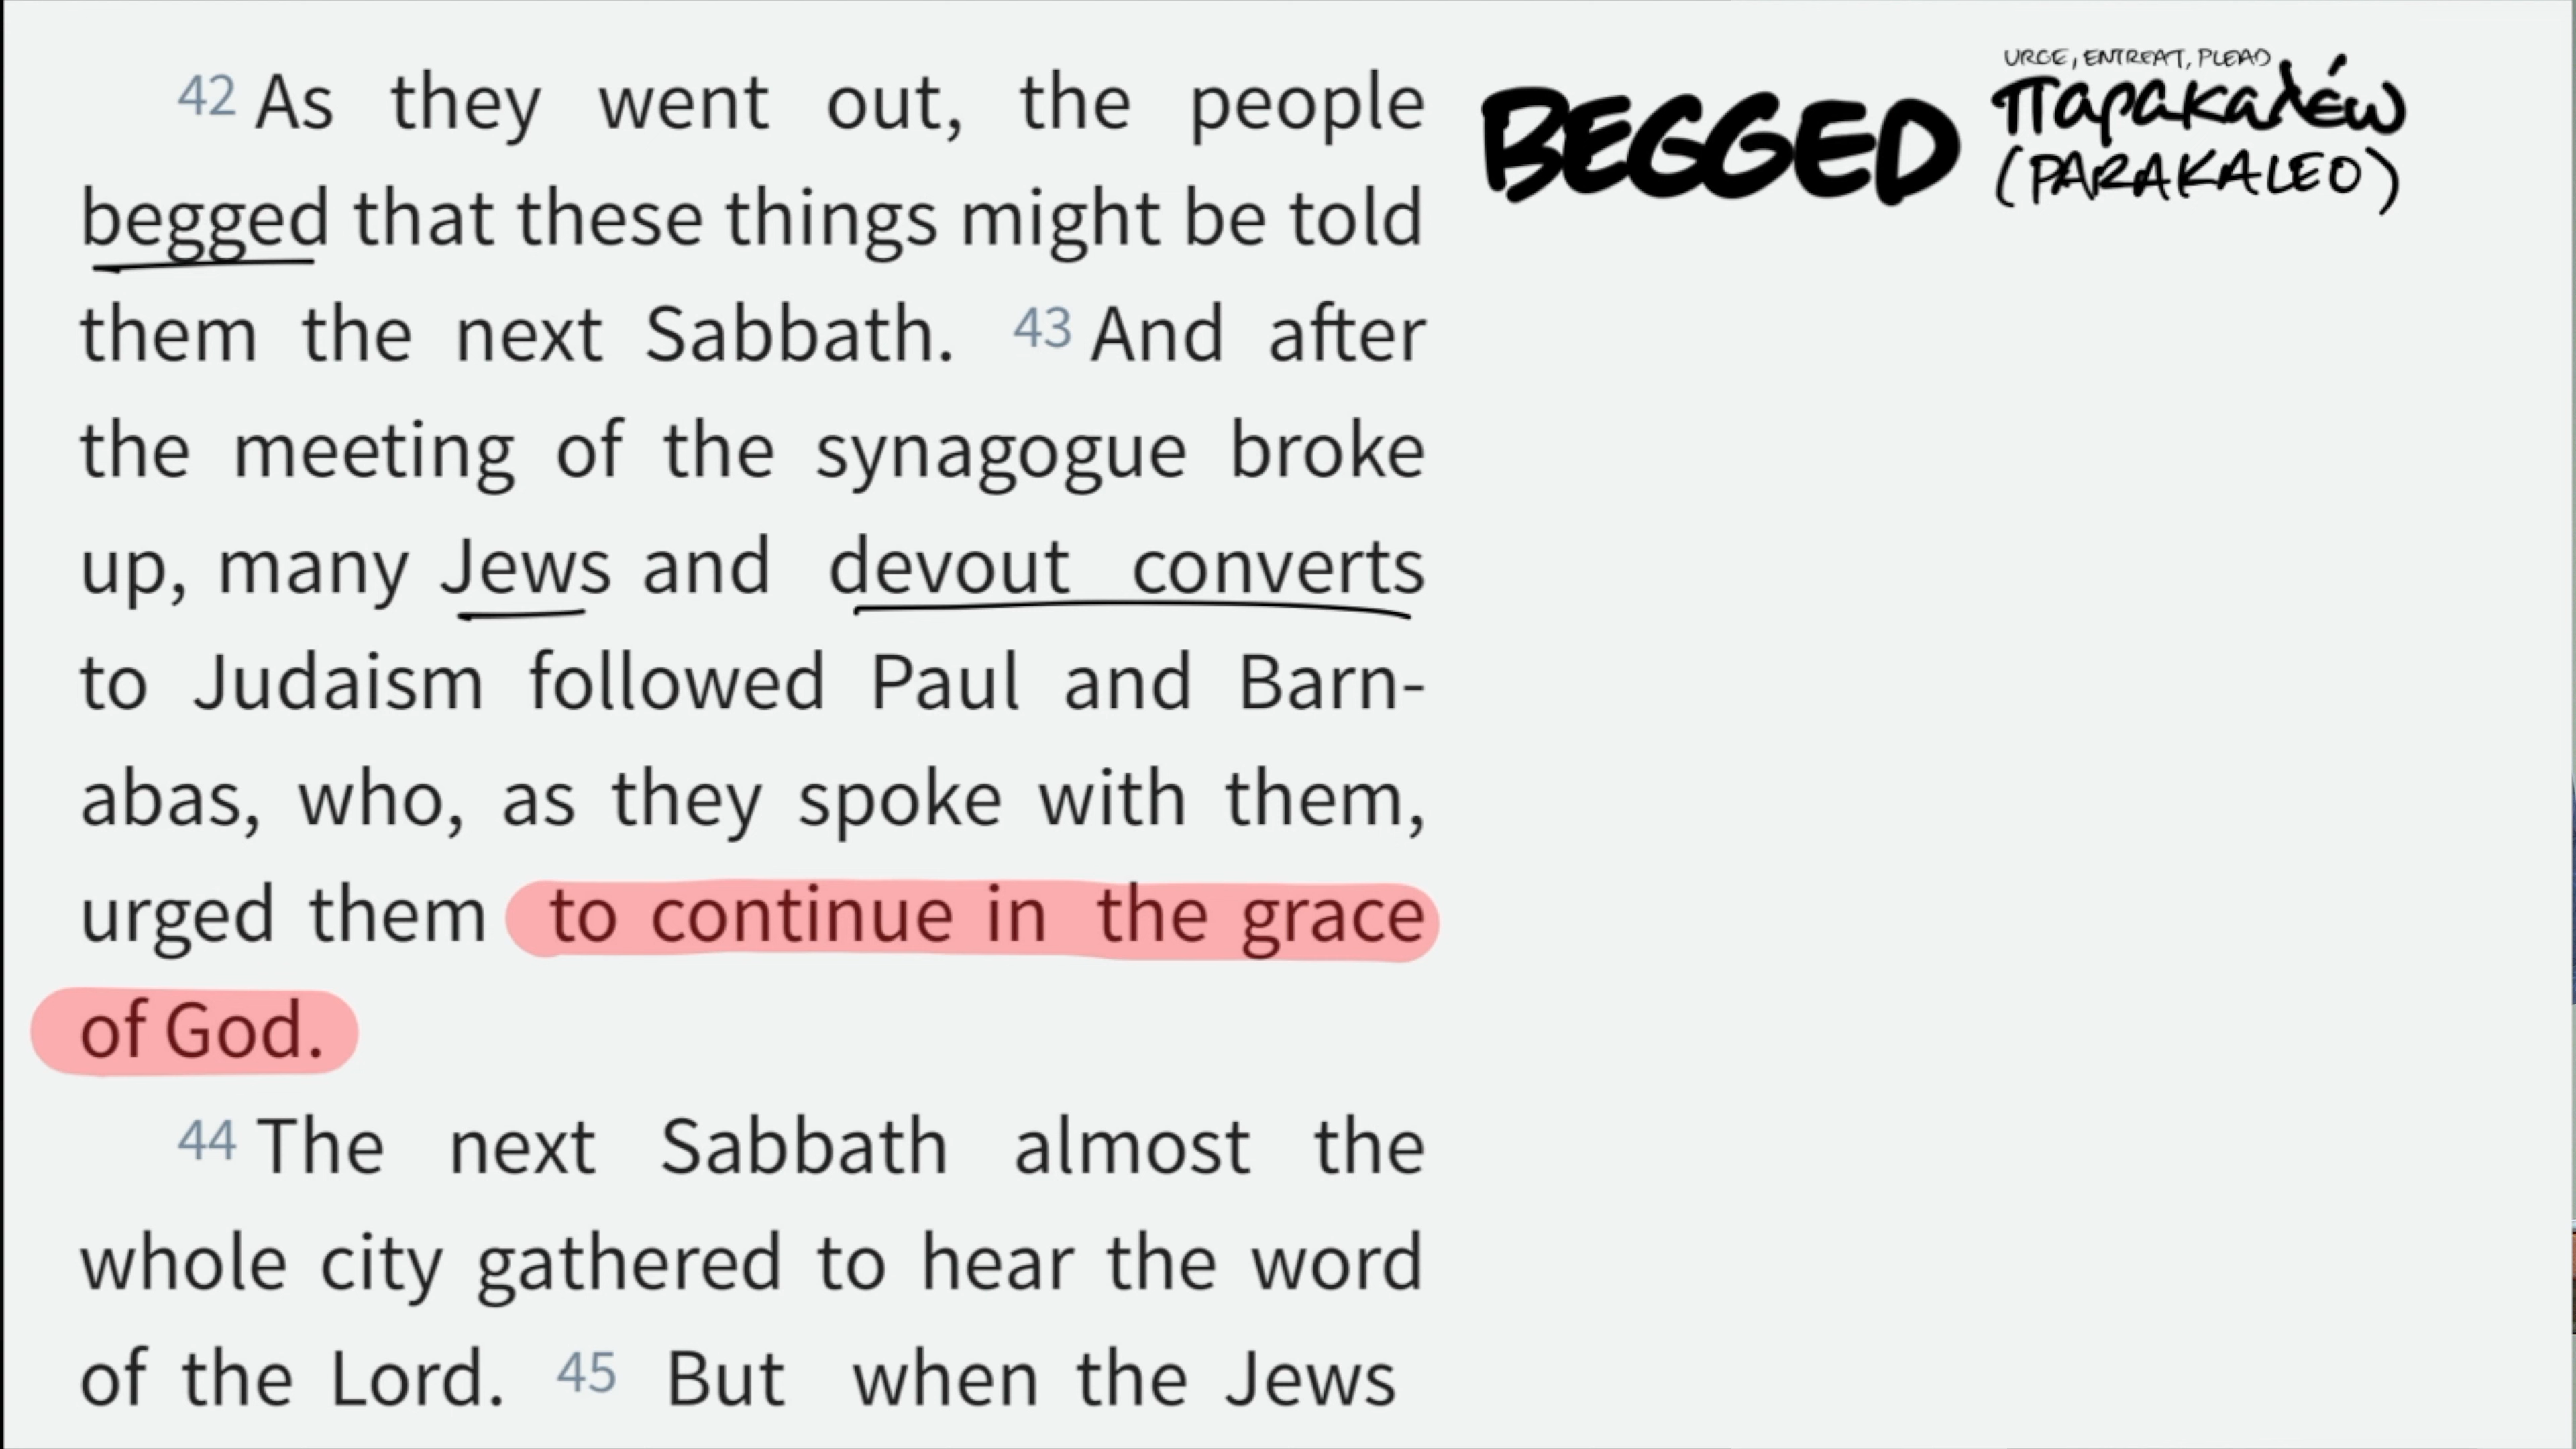 42 As they went out, the people
begged that these things might be told
them the next Sabbath. 43 And after
the meeting of the synagogue broke
up, many Jews and devout converts
to Judaism followed Paul and Barn-
abas, who, as they spoke with them,
urged them to continue in the grace
of God.
44 The next Sabbath almost the
whole city gathered to hear the word
of the Lord. 45 But when the Jews
URGE, ENTREAT, PLEAD
BEGGED παρακαλέω
(PARAKALEO)